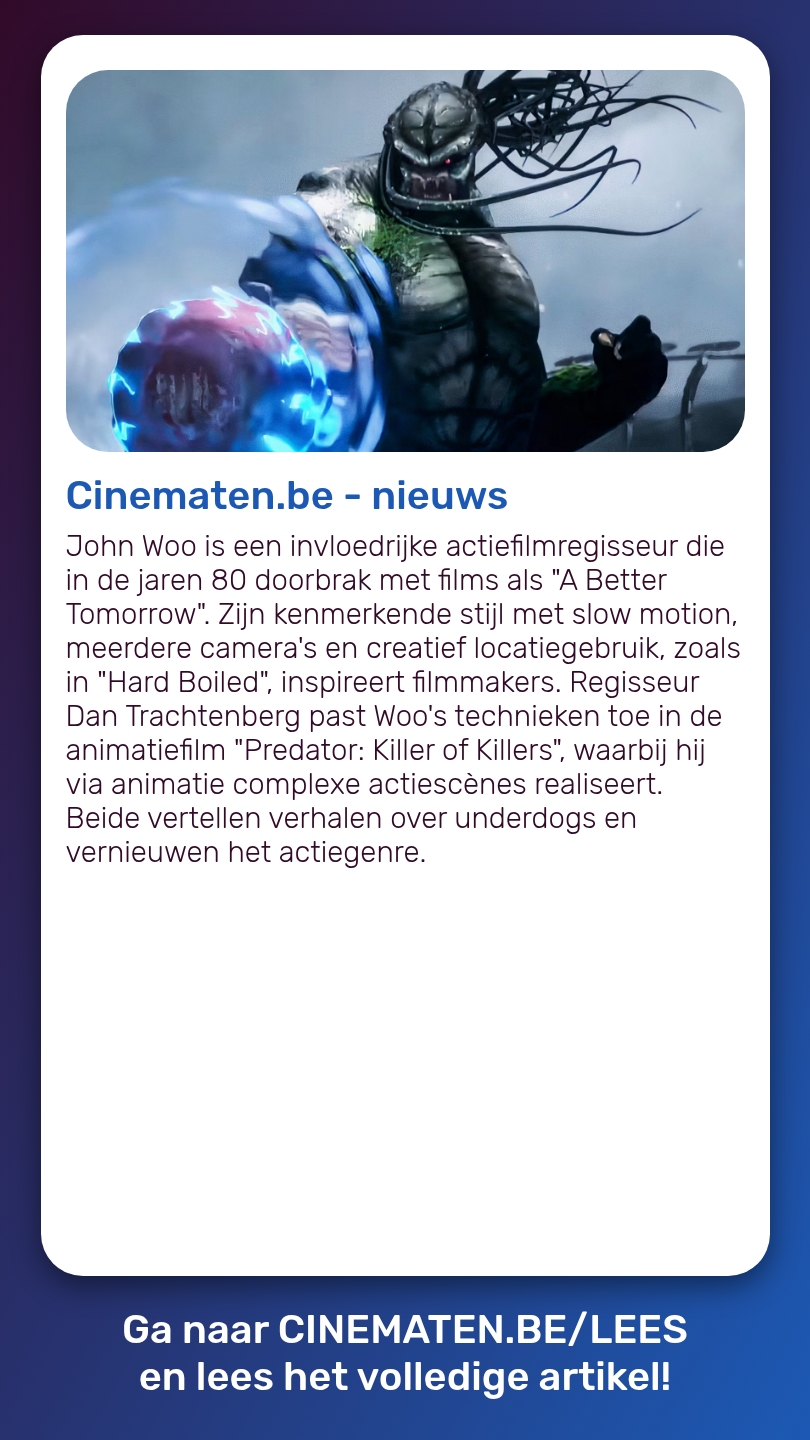 Cinematen.be - nieuws
John Woo is een invloedrijke actiefilmregisseur die
in de jaren 80 doorbrak met films als "A Better
Tomorrow". Zijn kenmerkende stijl met slow motion,
meerdere camera's en creatief locatiegebruik, zoals
in "Hard Boiled", inspireert filmmakers. Regisseur
Dan Trachtenberg past Woo's technieken toe in de
animatiefilm "Predator: Killer of Killers", waarbij hij
via animatie complexe actiescènes realiseert.
Beide vertellen verhalen over underdogs en
vernieuwen het actiegenre.
Ga naar CINEMATEN.BE/LEES
en lees het volledige artikel!